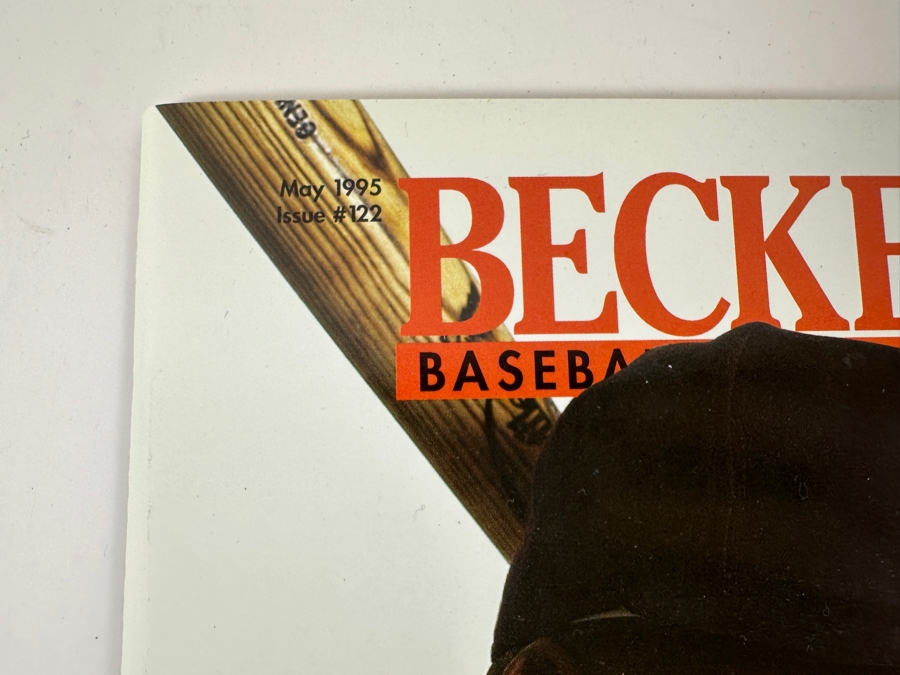 May 1995
Issue #122
BECKE
BASEBA